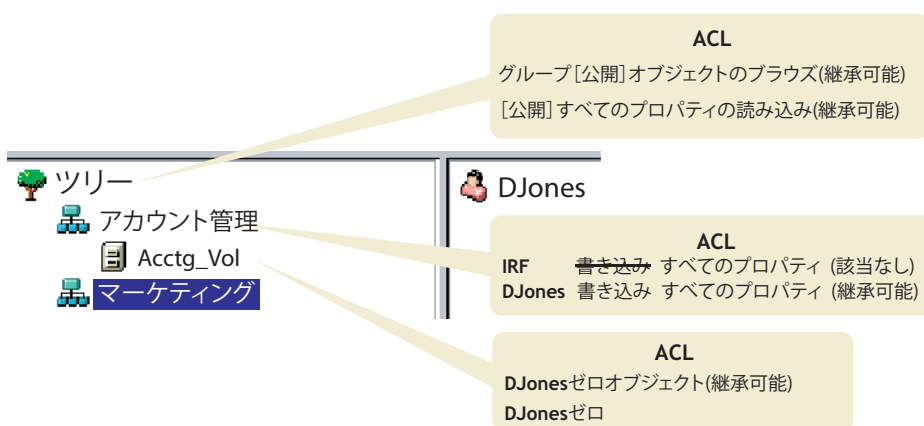 ACL
グループ［公開］オブジェクトのブラウズ(継承可能)
［公開］すべてのプロパティの読み込み(継承可能)
ツリー
アカウント管理
Acctg_Vol
マーケティング
DJones
ACL
IRF 書き込み すべてのプロパティ (該当なし)
DJones 書き込み すべてのプロパティ (継承可能)
ACL
DJonesゼロオブジェクト(継承可能)
DJonesゼロ